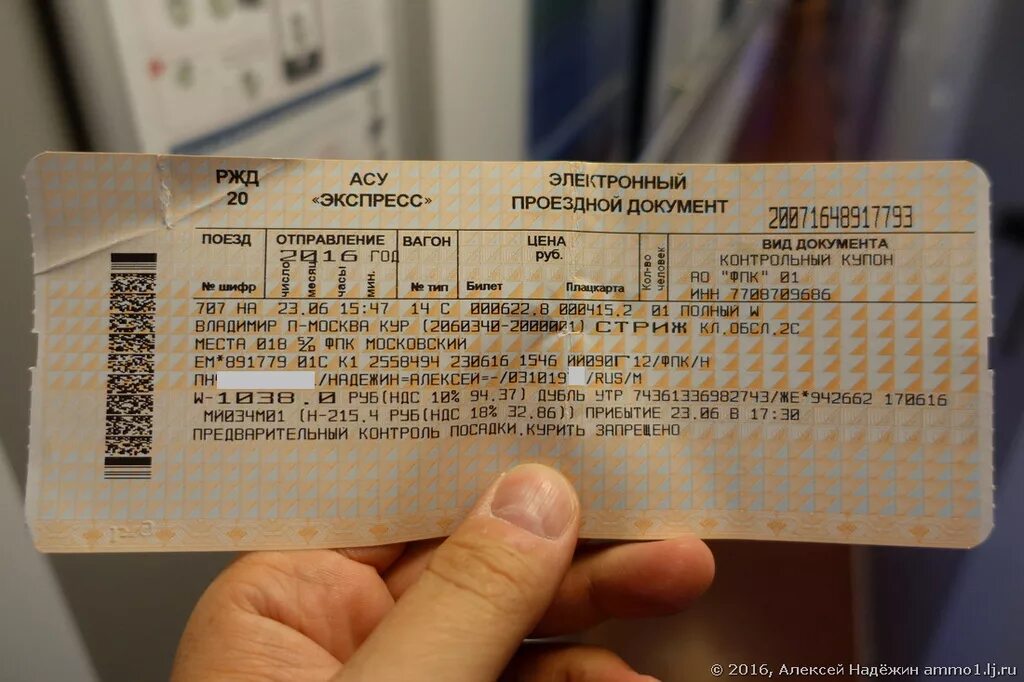 РЖД АСУ ЭЛЕКТРОННЫЙ
20 «ЭКСПРЕСС» ПРОЕЗДНОЙ ДОКУМЕНТ 20071648917793
ПОЕЗД ОТПРАВЛЕНИЕ ВАГОН ЦЕНА Кол-во человек ВИД ДОКУМЕНТА
2016 ГОД руб. КОНТРОЛЬНЫЙ КУПОН
число месяц часы мин. АО "ФПК" 01
№ шифр № тип Билет Плацкарта ИНН 7708709686
707 НА 23.06 15:47 14 С 000622.8 000415.2 01 ПОЛНЫЙ W
ВЛАДИМИР П-МОСКВА КУР (2060340-2000001) СТРИЖ КЛ.ОБСЛ.2С
МЕСТА 018 ФПК МОСКОВСКИЙ
ЕМ*891779 01С К1 2558494 230616 1546 00090Г 12/ФПК/Н
ПН /НАДЕЖИН=АЛЕКСЕЙ=-/031019 /RUS/М
W-1038.0 РУБ(НДС 10% 94.37) ДУБЛЬ УТР 74361336982743/ЖЕ*942662 170616
МИ034М01 (Н-215.4 РУБ(НДС 18% 32.86)) ПРИБЫТИЕ 23.06 В 17:30
ПРЕДВАРИТЕЛЬНЫЙ КОНТРОЛЬ ПОСАДКИ.КУРИТЬ ЗАПРЕЩЕНО
© 2016, Алексей Надёжин ammo1.lj.ru